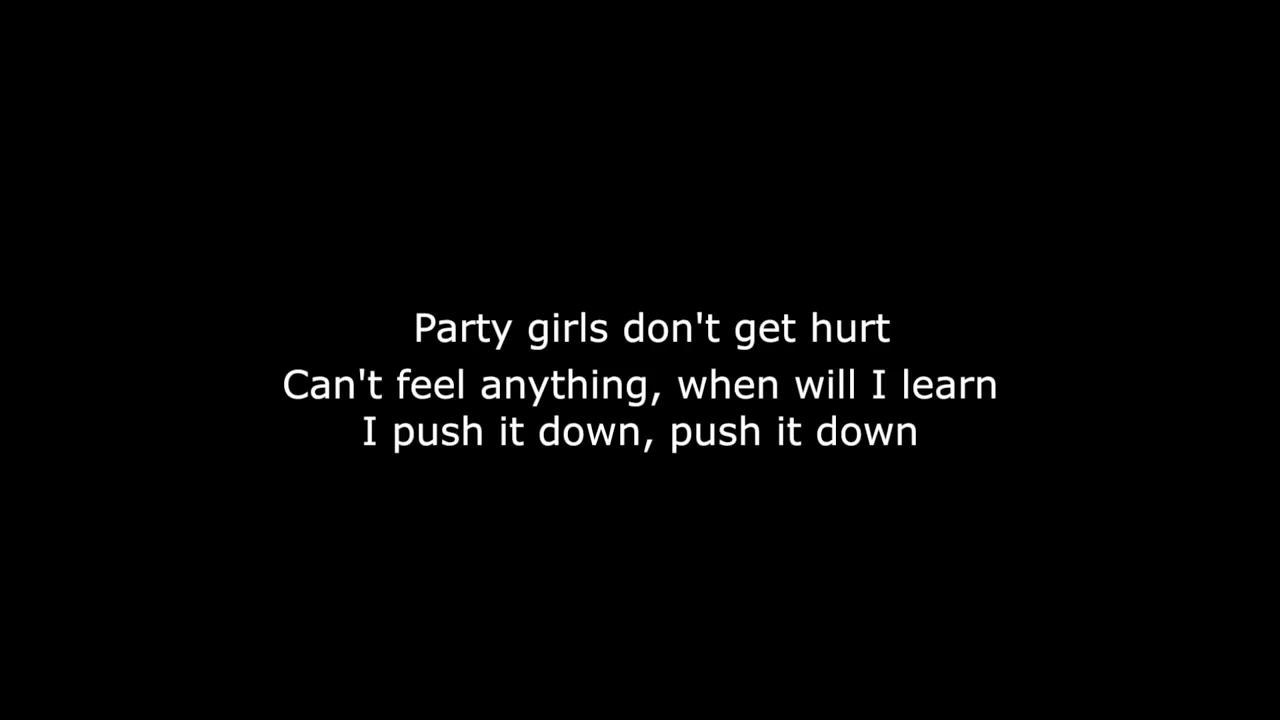 Party girls don't get hurt
Can't feel anything, when will I learn
I push it down, push it down